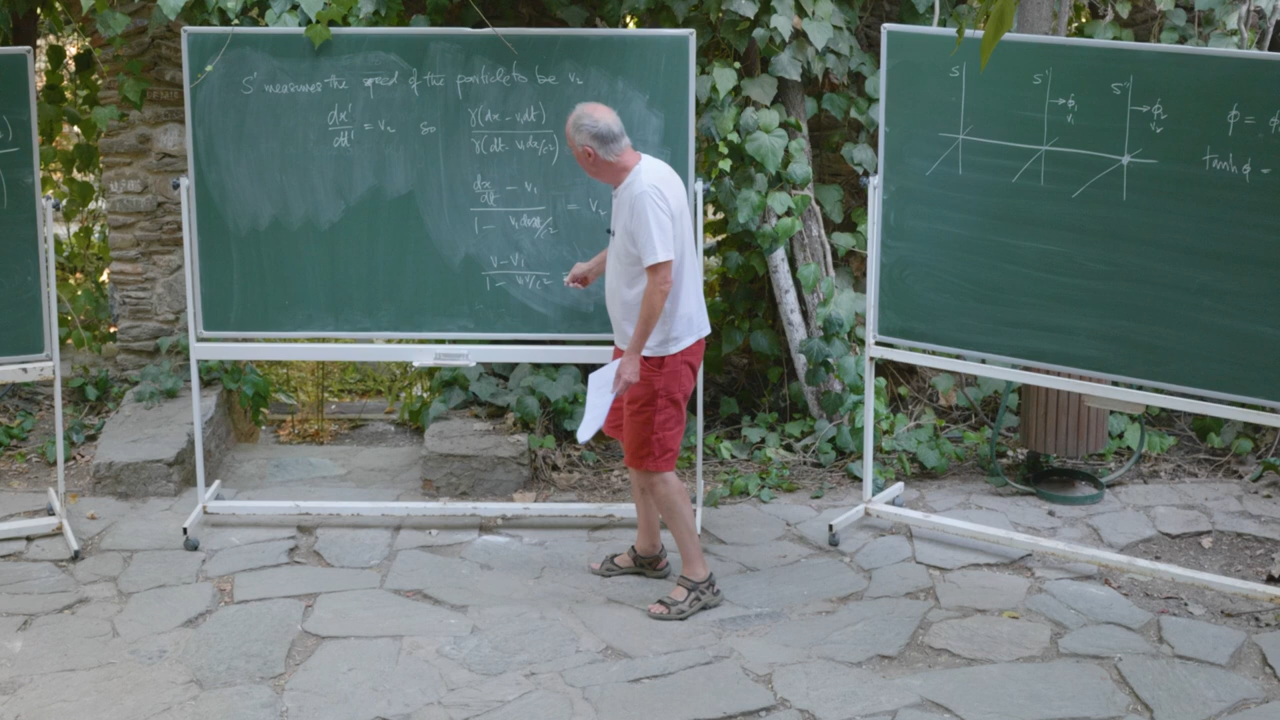 S' measures the speed of the particle to be v₂
dx'/dt' = v₂ so γ(dx - v₁dt) / γ(dt - v₁dx/c²)
dx/dt - v₁ / 1 - v₁dx/dt/c² = v₂
v - v₁ / 1 - v₁v/c² =
S S' S''
→ϕ₁ →ϕ₂
v₁ v₂
ϕ =
tanh ϕ =